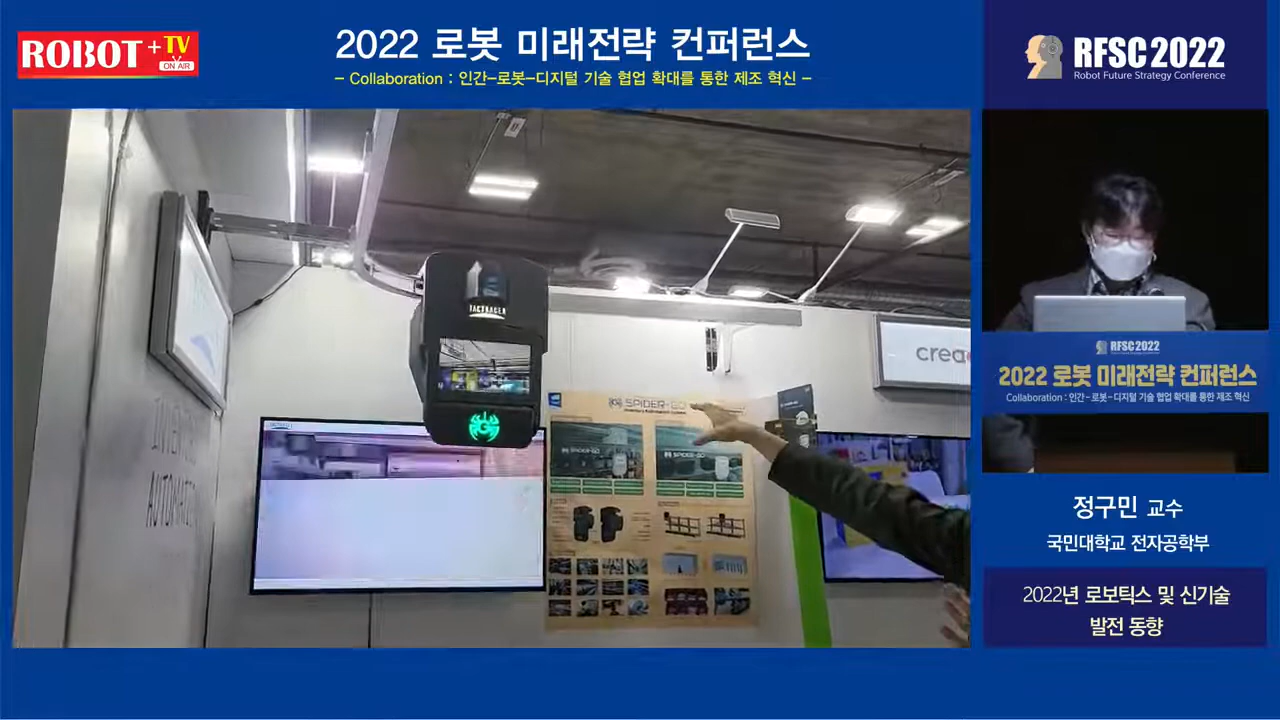 ROBOT+TV
ON AIR
2022 로봇 미래전략 컨퍼런스
– Collaboration : 인간–로봇–디지털 기술 협업 확대를 통한 제조 혁신 –
RFSC 2022
Robot Future Strategy Conference
TACTRACER
SPIDER-GO
SPIDER-GO
SPIDER-GO
crea
RFSC 2022
2022 로봇 미래전략 컨퍼런스
Collaboration : 인간–로봇–디지털 기술 협업 확대를 통한 제조 혁신
정구민 교수
국민대학교 전자공학부
2022년 로보틱스 및 신기술
발전 동향